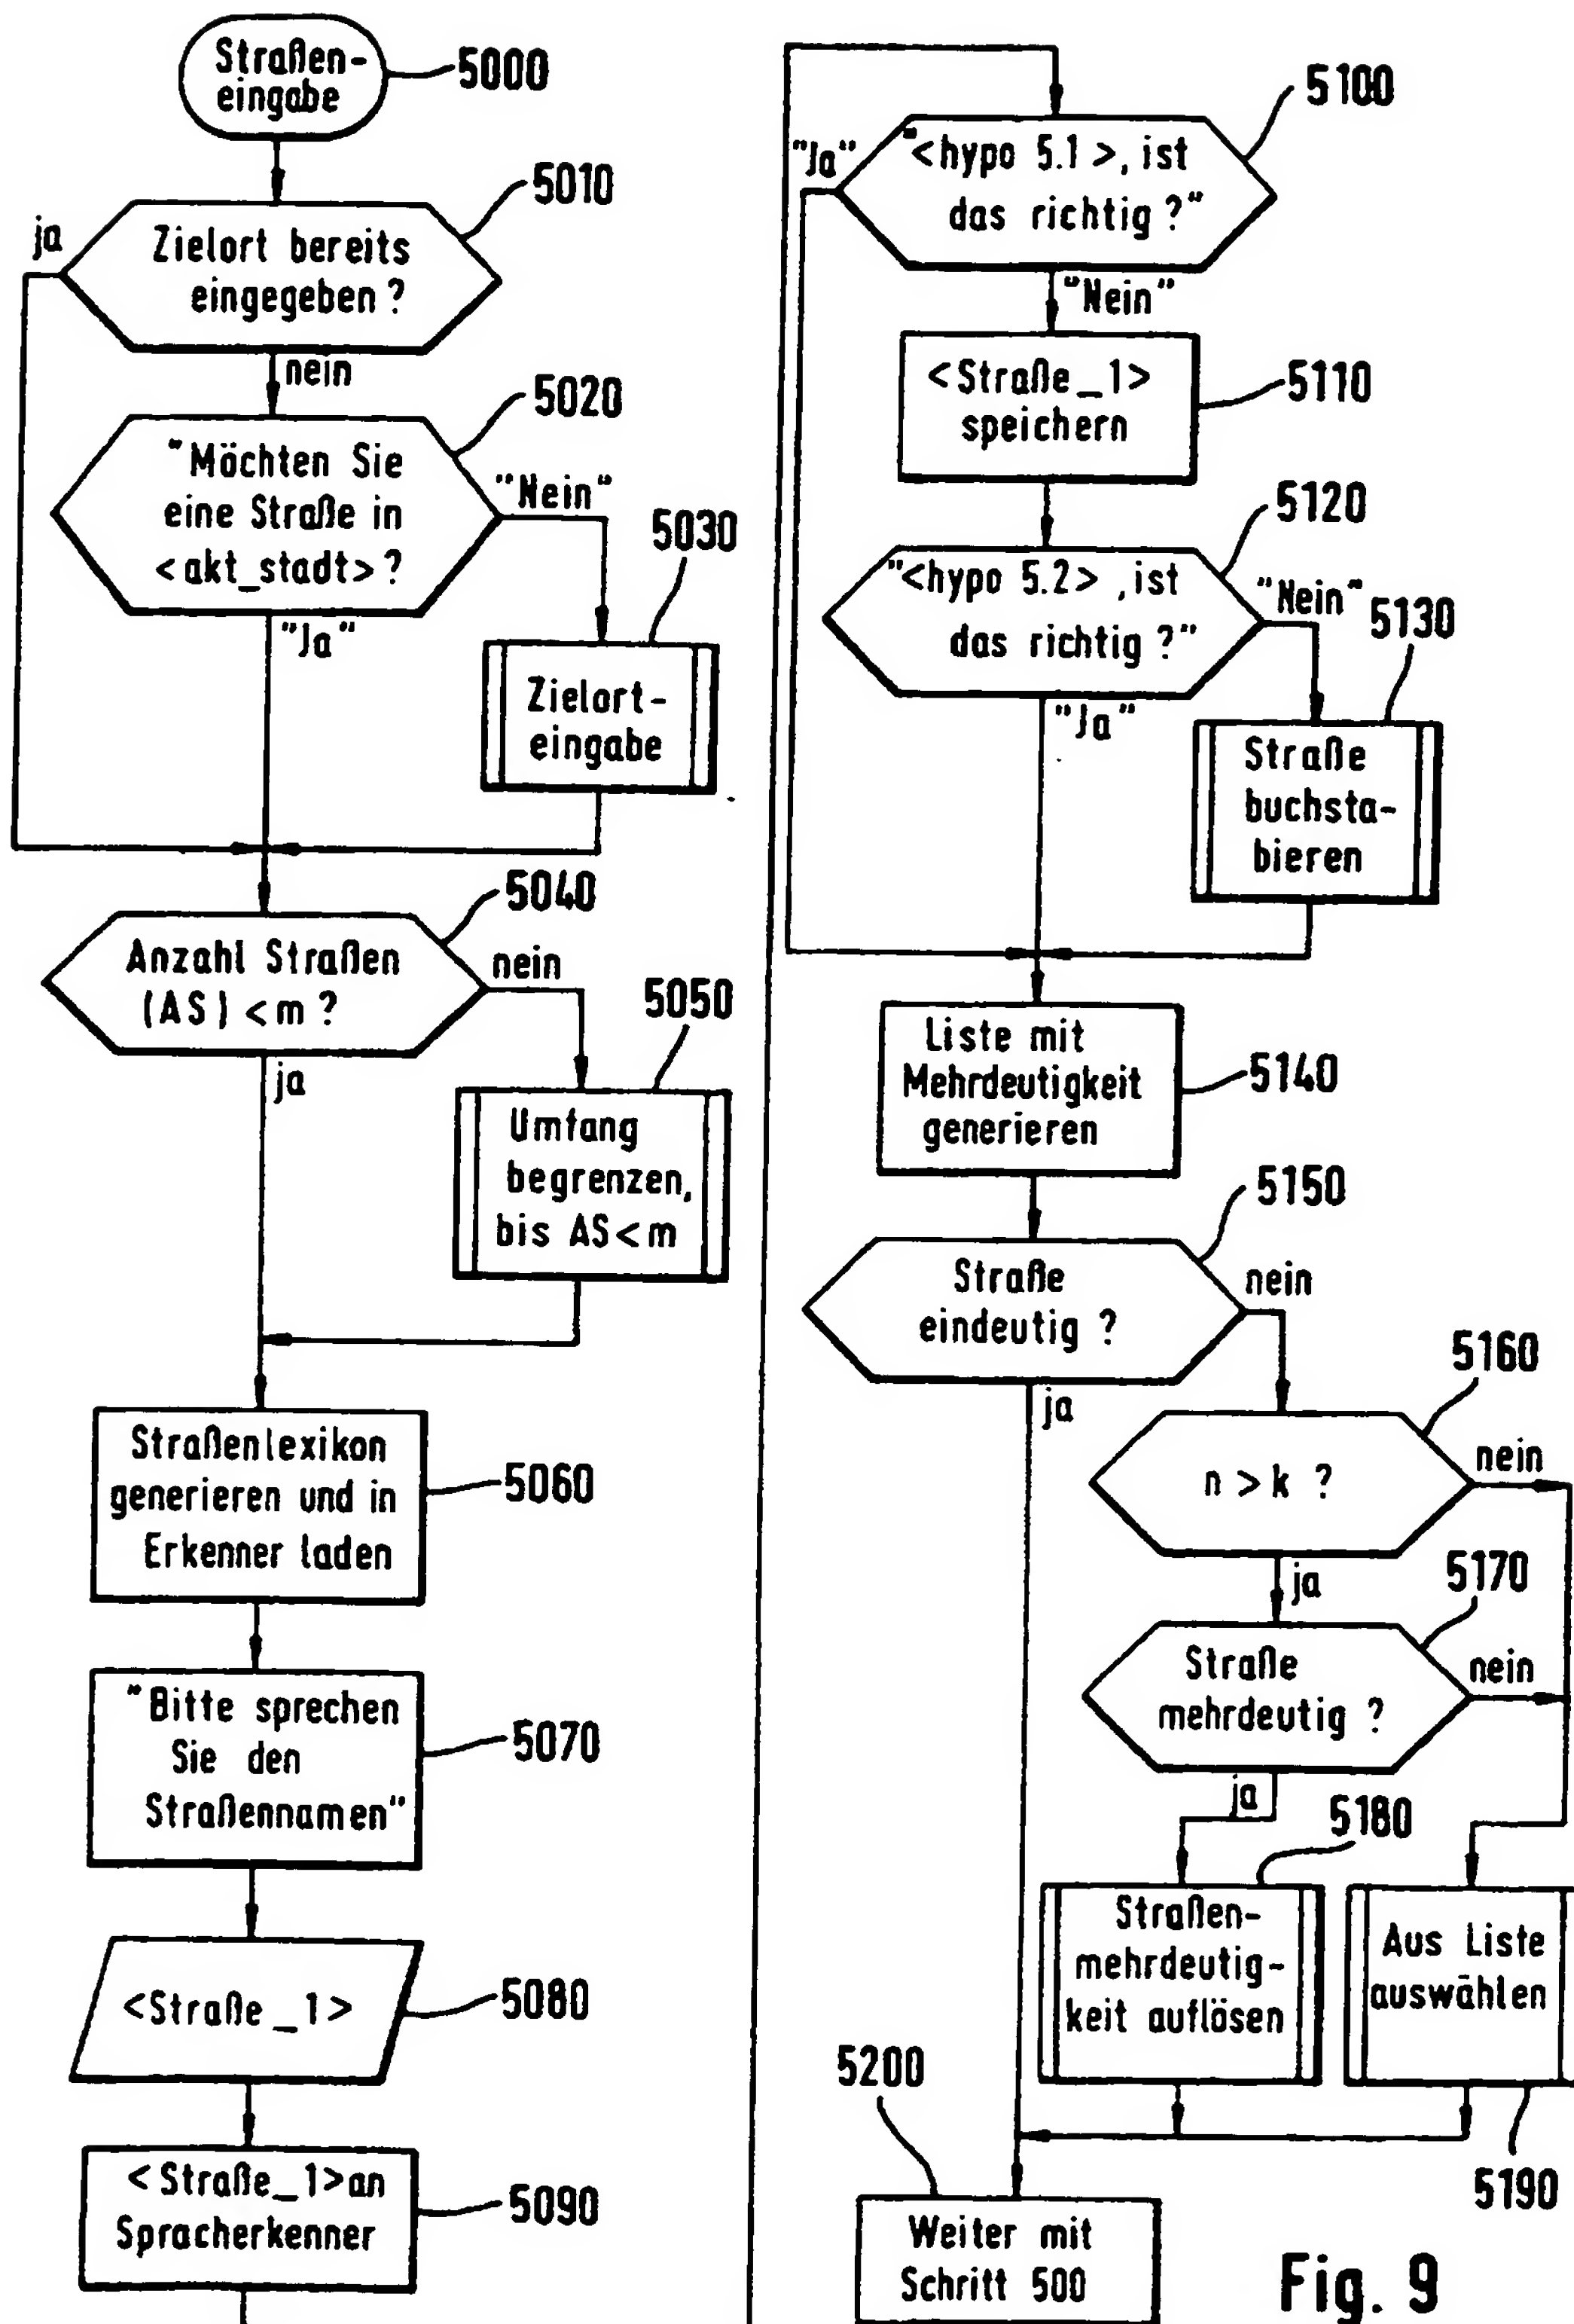 Straßen-
eingabe
5000
5010
ja
Zielort bereits
eingegeben ?
nein
5020
"Möchten Sie
eine Straße in
<akt_stadt> ?
"Nein"
5030
"Ja"
Zielort-
eingabe
5040
Anzahl Straßen
(AS) < m ?
nein
5050
ja
Umfang
begrenzen,
bis AS < m
Straßenlexikon
generieren und in
Erkenner laden
5060
"Bitte sprechen
Sie den
Straßennamen"
5070
<Straße_1>
5080
<Straße_1> an
Spracherkenner
5090
5100
"Ja"
"<hypo 5.1>, ist
das richtig ?"
"Nein"
<Straße_1>
speichern
5110
5120
"<hypo 5.2> , ist
das richtig ?"
"Nein"
5130
"Ja"
Straße
buchsta-
bieren
Liste mit
Mehrdeutigkeit
generieren
5140
5150
Straße
eindeutig ?
nein
5160
ja
n > k ?
nein
ja
5170
Straße
mehrdeutig ?
nein
ja
5180
Straßen-
mehrdeutig-
keit auflösen
Aus Liste
auswählen
5200
5190
Weiter mit
Schritt 500
Fig. 9